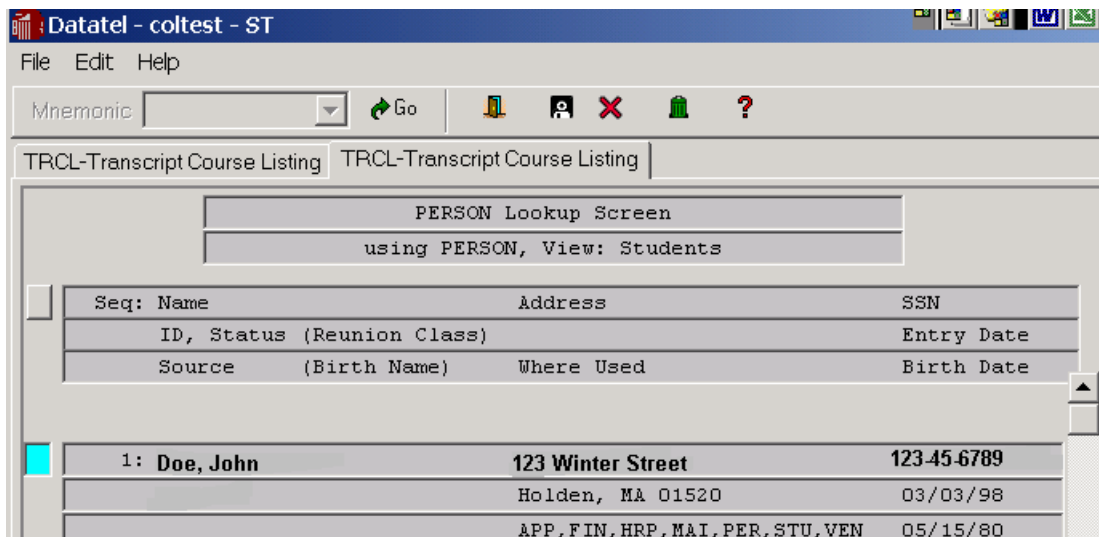 Datatel - coltest - ST
File Edit Help
Mnemonic Go ?
TRCL-Transcript Course Listing TRCL-Transcript Course Listing
PERSON Lookup Screen
using PERSON, View: Students
Seq: Name Address SSN
ID, Status (Reunion Class) Entry Date
Source (Birth Name) Where Used Birth Date
1: Doe, John 123 Winter Street 123-45-6789
Holden, MA 01520 03/03/98
APP,FIN,HRP,MAI,PER,STU,VEN 05/15/80